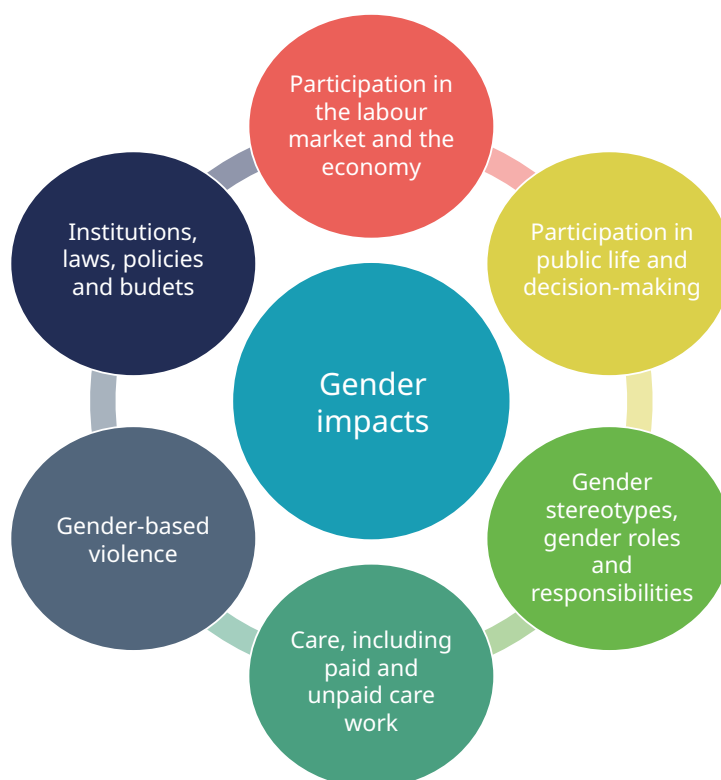 Participation in
the labour
market and the
economy
Participation in
public life and
decision-making
Gender
stereotypes,
gender roles
and
responsibilities
Care, including
paid and
unpaid care
work
Gender-based
violence
Institutions,
laws, policies
and budets
Gender
impacts